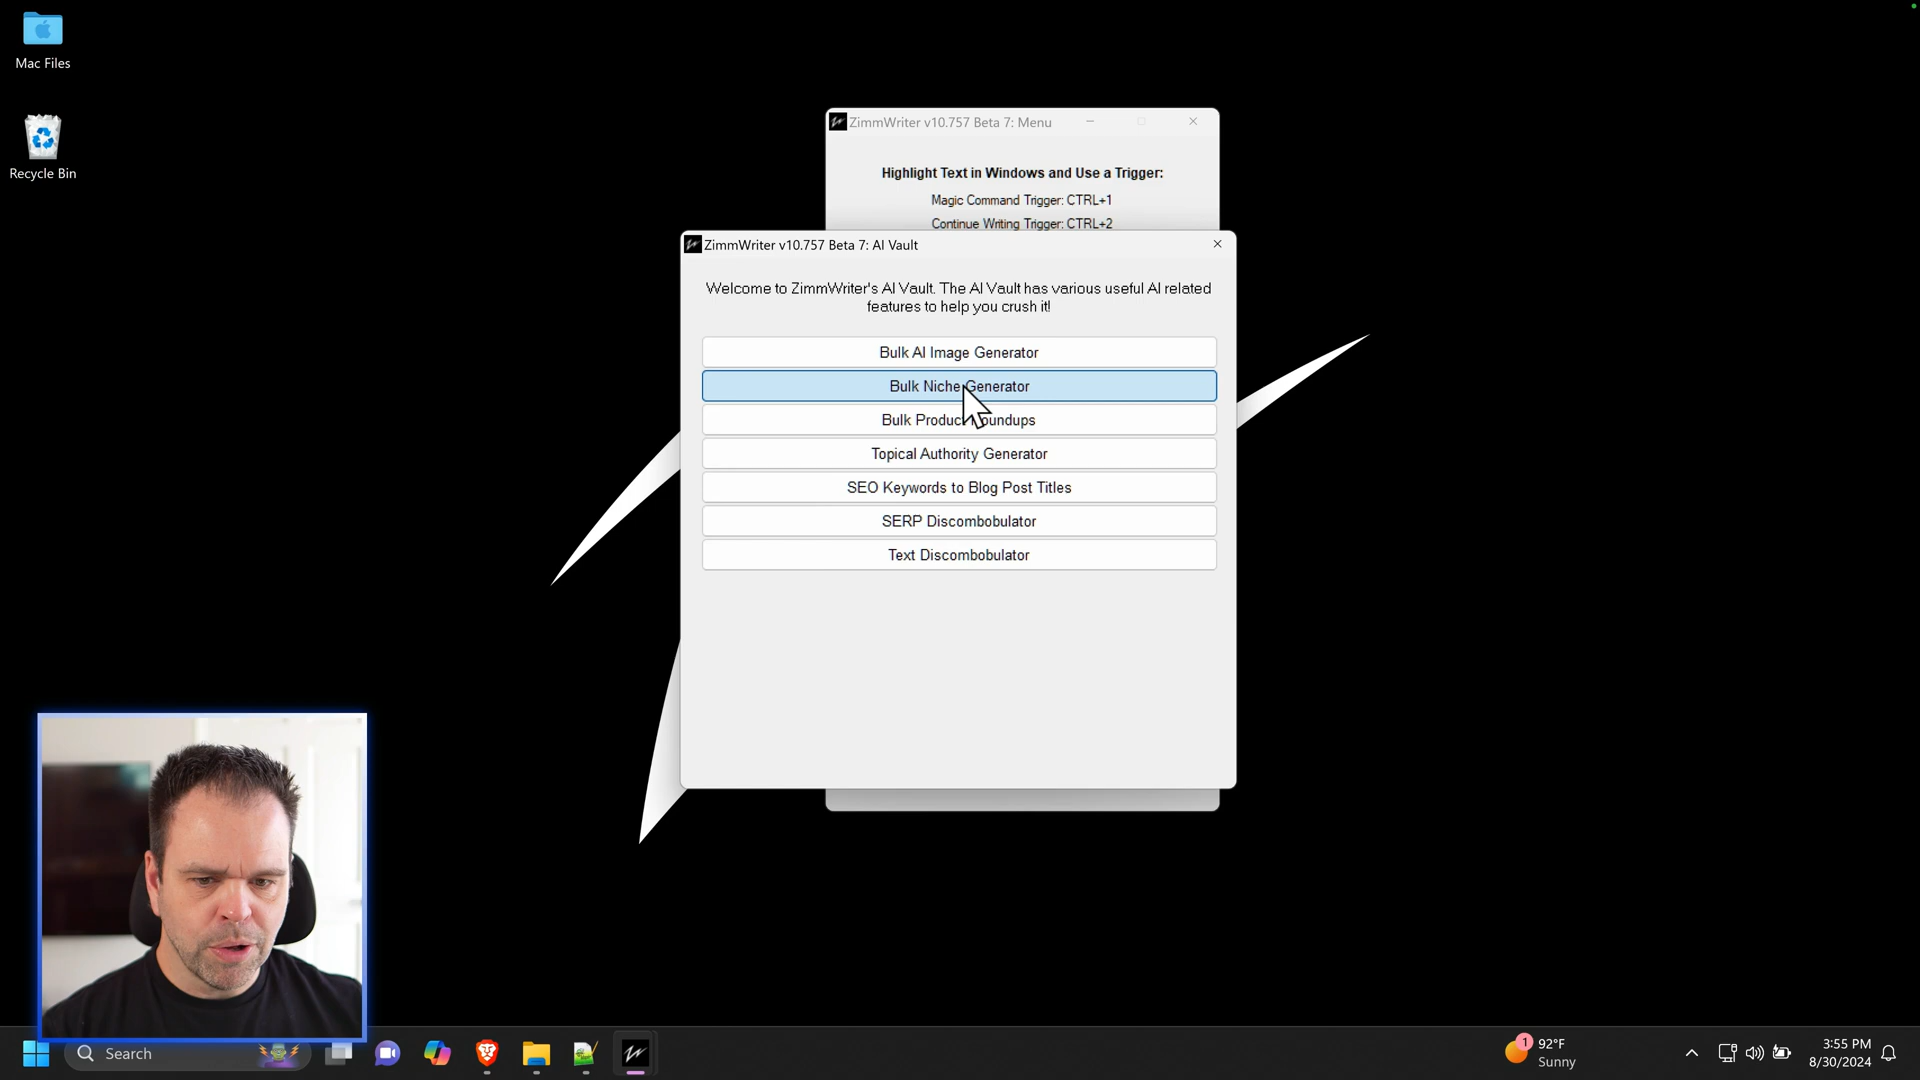 Mac Files
Recycle Bin
ZimmWriter v10.757 Beta 7: Menu
Highlight Text in Windows and Use a Trigger:
Magic Command Trigger: CTRL+1
Continue Writing Trigger: CTRL+2
ZimmWriter v10.757 Beta 7: AI Vault
Welcome to ZimmWriter's AI Vault. The AI Vault has various useful AI related
features to help you crush it!
Bulk AI Image Generator
Bulk Niche Generator
Bulk Product Roundups
Topical Authority Generator
SEO Keywords to Blog Post Titles
SERP Discombobulator
Text Discombobulator
Search
1
92°F
Sunny
3:55 PM
8/30/2024